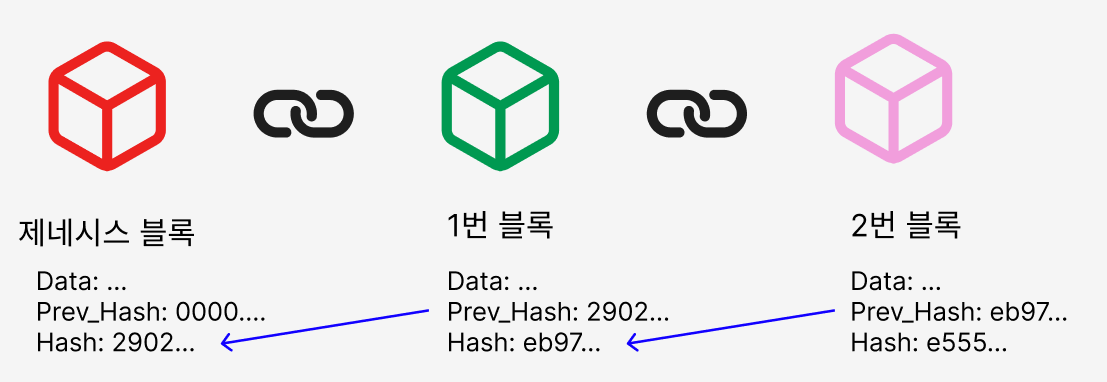 제네시스 블록
Data: ...
Prev_Hash: 0000....
Hash: 2902...
1번 블록
Data: ...
Prev_Hash: 2902...
Hash: eb97...
2번 블록
Data: ...
Prev_Hash: eb97...
Hash: e555...